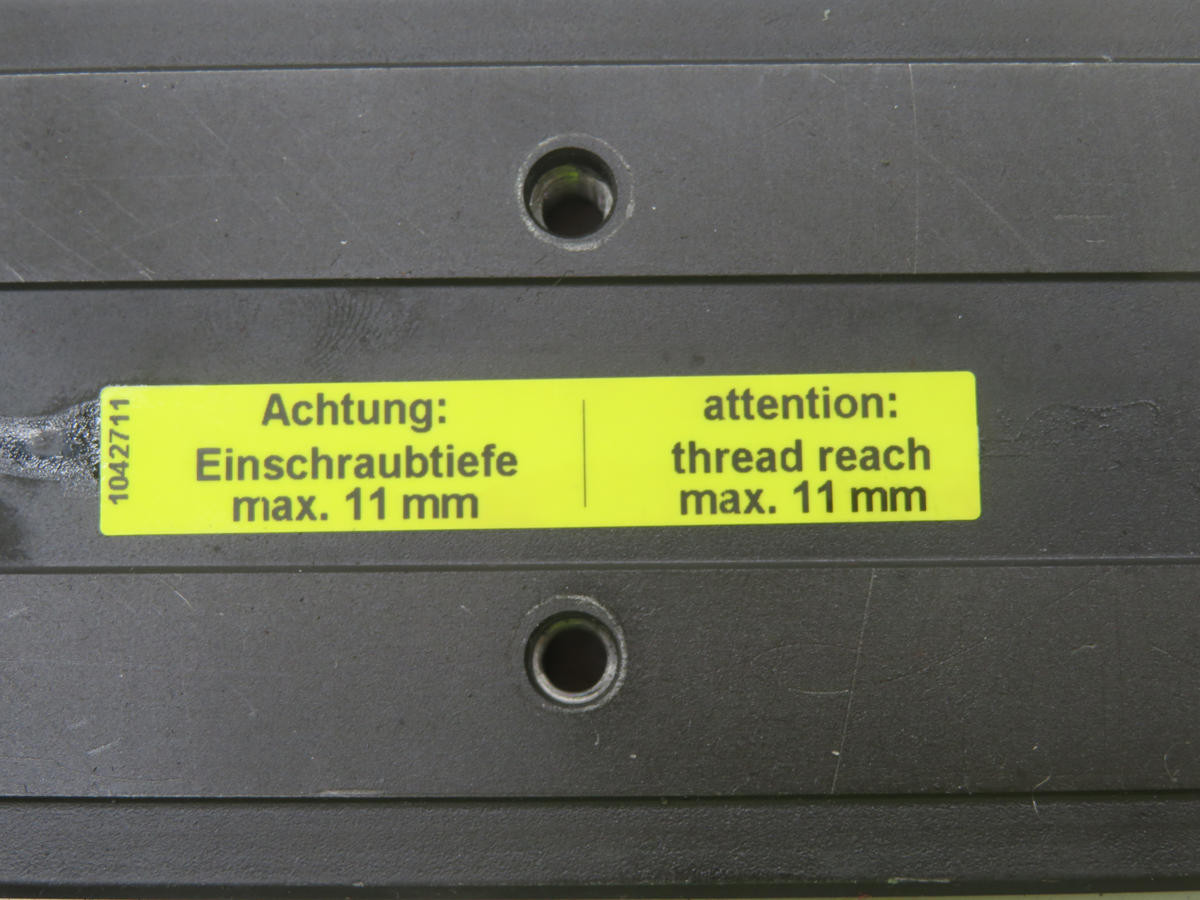 1042711
Achtung:
Einschraubtiefe
max. 11 mm
attention:
thread reach
max. 11 mm